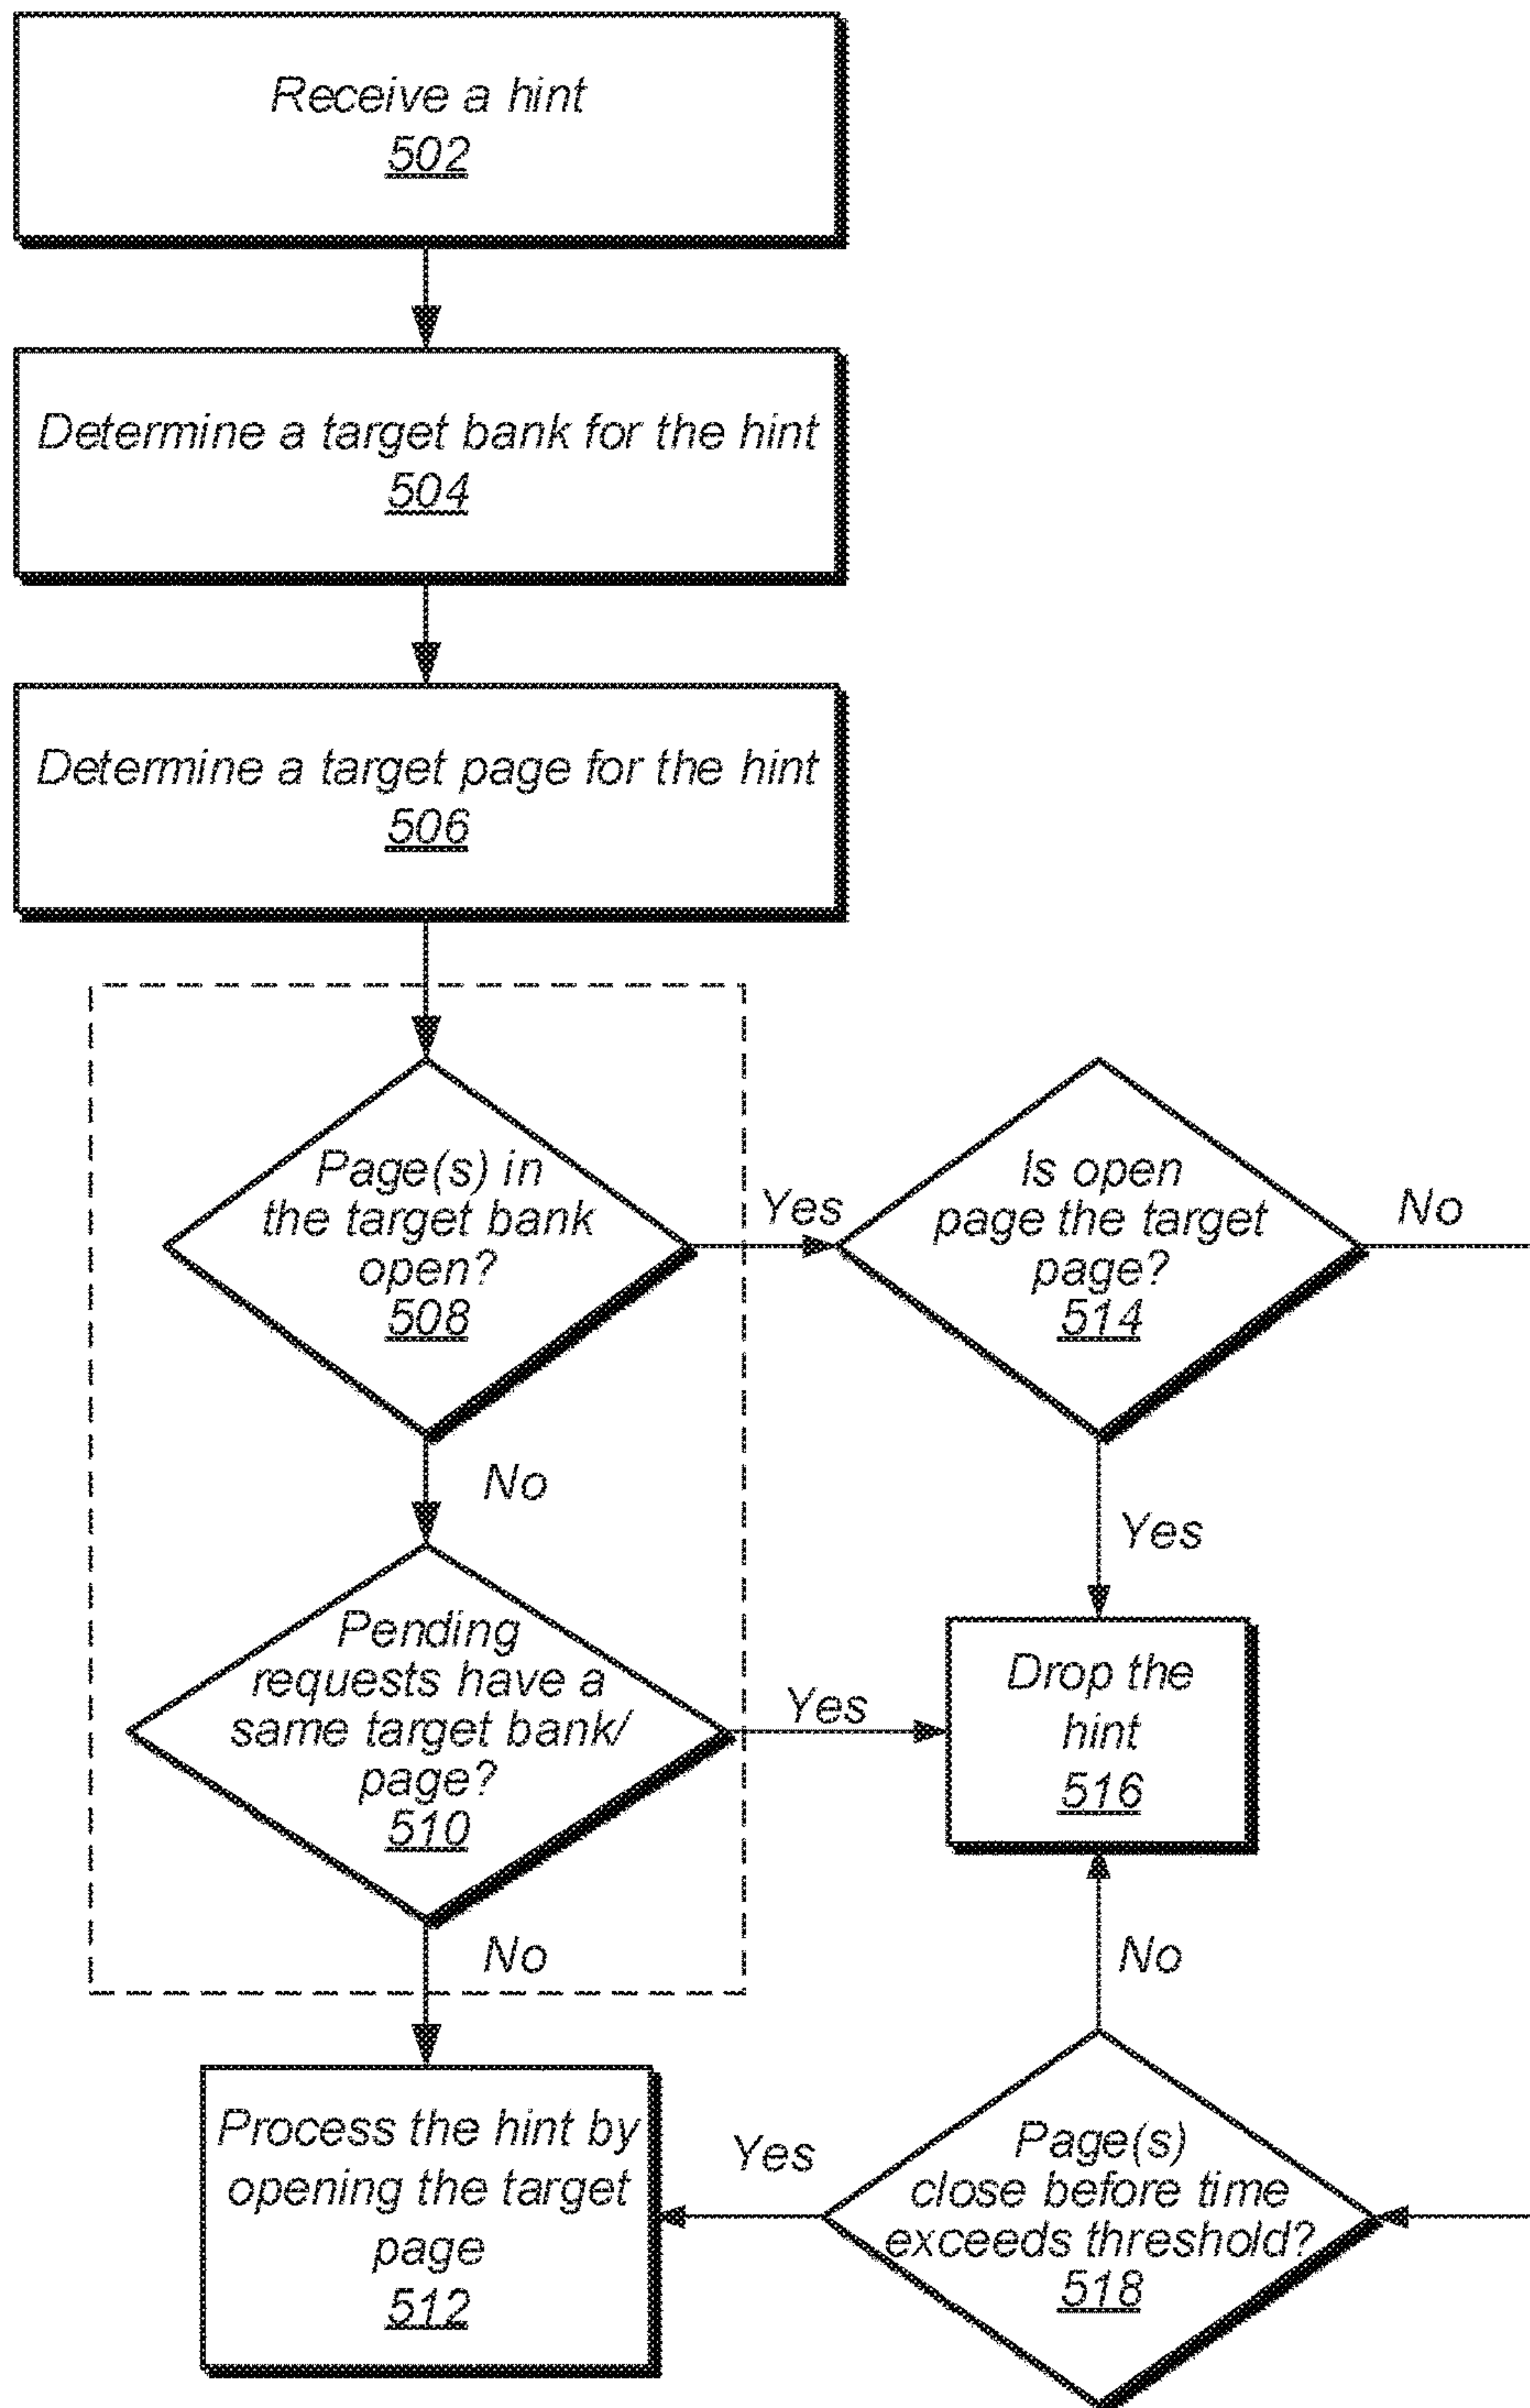 Receive a hint
502
Determine a target bank for the hint
504
Determine a target page for the hint
506
Page(s) in
the target bank
open?
508
Yes
Is open
page the target
page?
514
No
No
Yes
Pending
requests have a
same target bank/
page?
510
Yes
Drop the
hint
516
No
No
Process the hint by
opening the target
page
512
Yes
Page(s)
close before time
exceeds threshold?
518